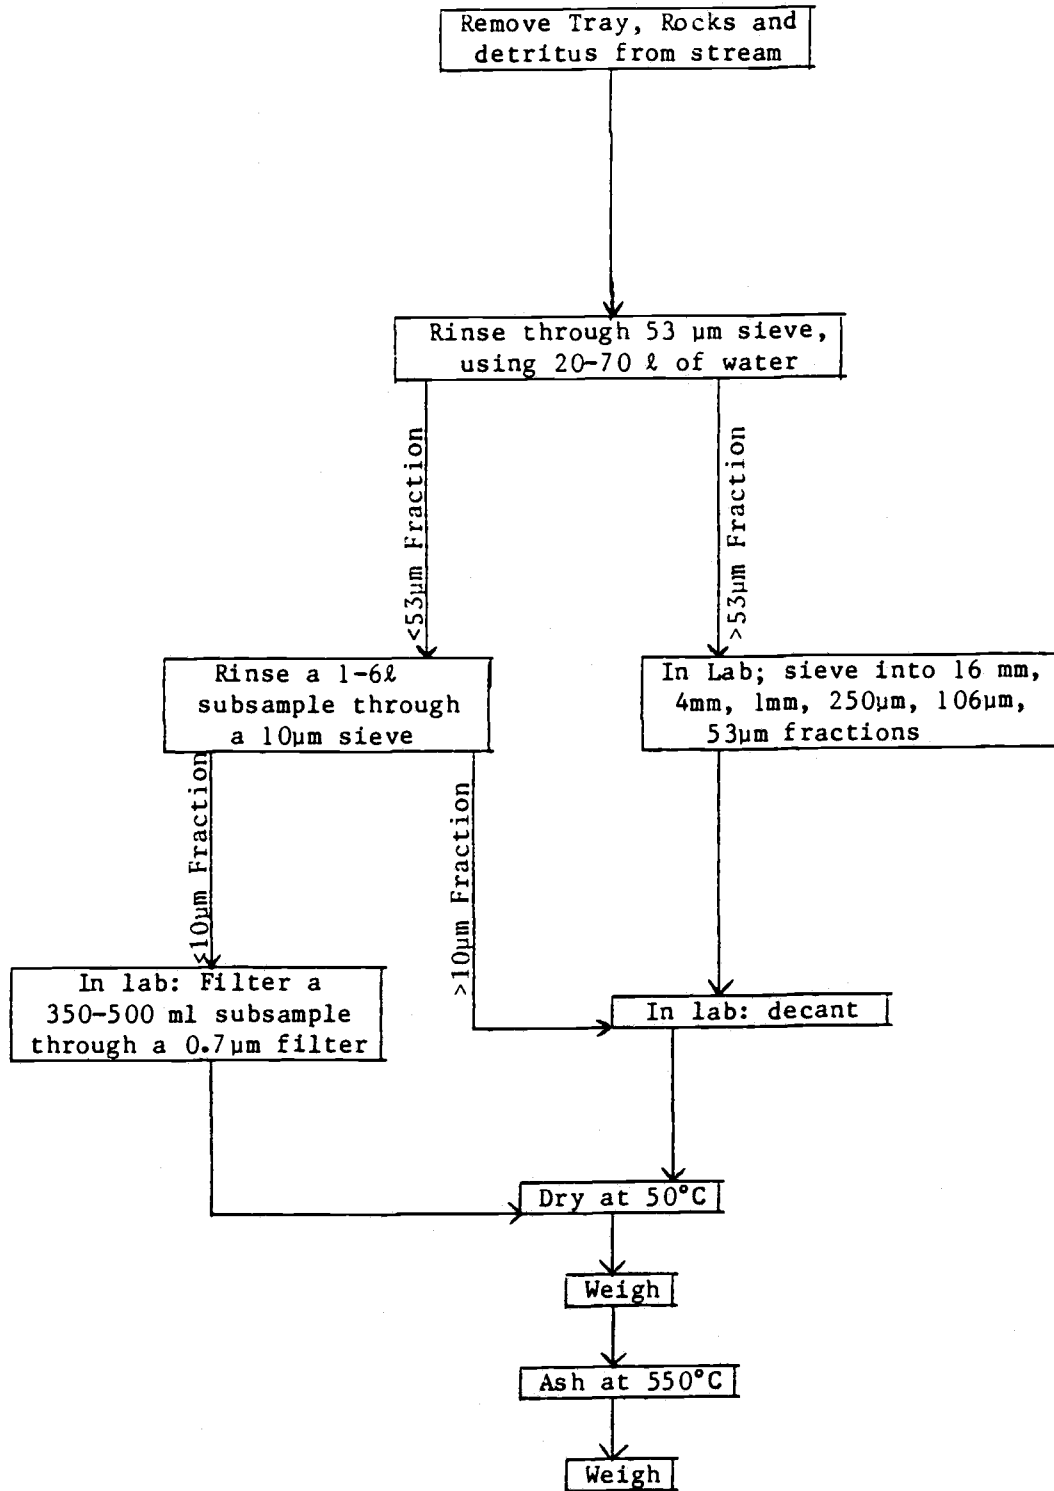 Remove Tray, Rocks and
detritus from stream
Rinse through 53 µm sieve,
using 20-70 ℓ of water
<53µm Fraction
>53µm Fraction
Rinse a 1-6ℓ
subsample through
a 10µm sieve
In Lab; sieve into 16 mm,
4mm, 1mm, 250µm, 106µm,
53µm fractions
≤10µm Fraction
>10µm Fraction
In lab: Filter a
350-500 ml subsample
through a 0.7µm filter
In lab: decant
Dry at 50°C
Weigh
Ash at 550°C
Weigh